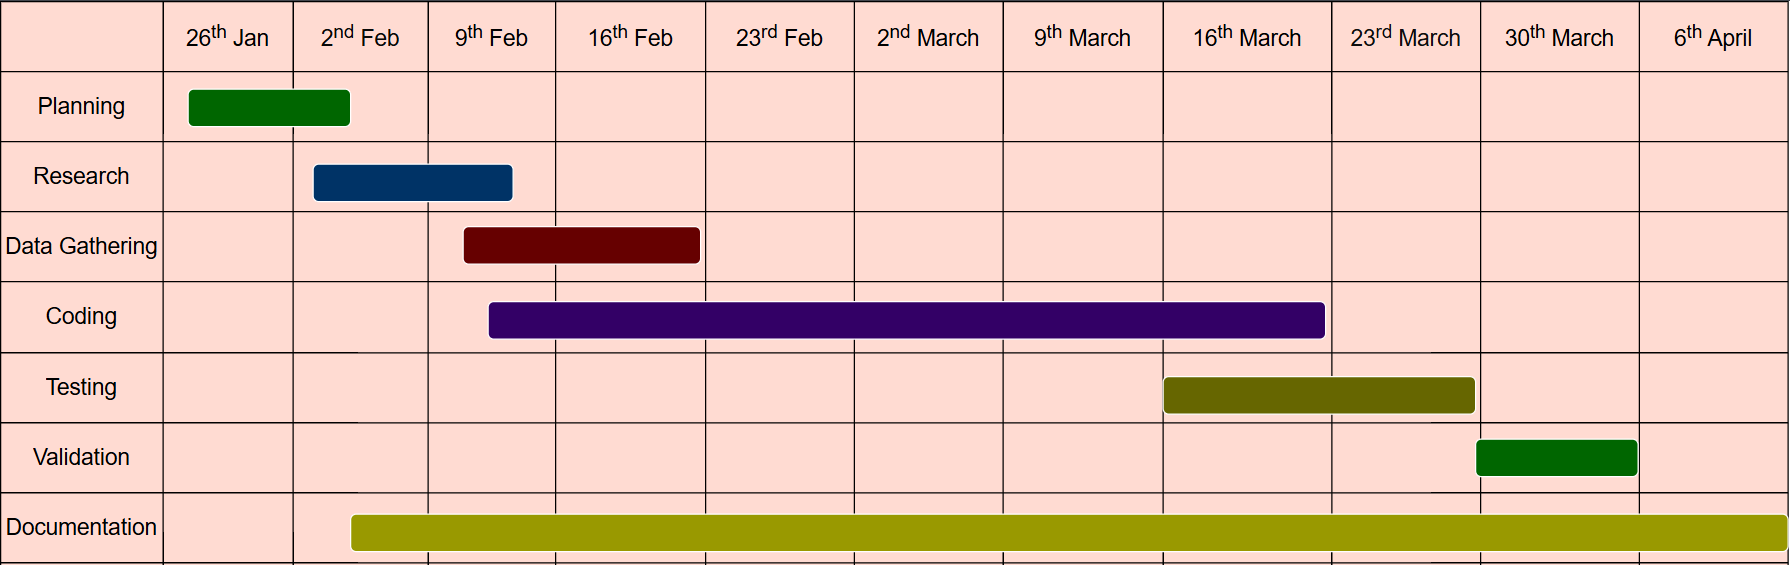 26th Jan 2nd Feb 9th Feb 16th Feb 23rd Feb 2nd March 9th March 16th March 23rd March 30th March 6th April
Planning
Research
Data Gathering
Coding
Testing
Validation
Documentation